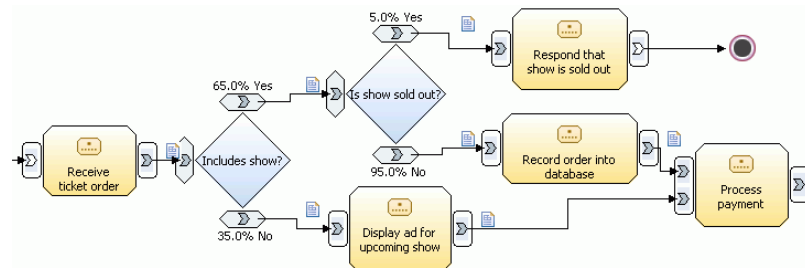 5.0% Yes
Respond that
show is sold out
65.0% Yes
Is show sold out?
Receive
ticket order
Includes show?
95.0% No
Record order into
database
Process
payment
35.0% No
Display ad for
upcoming show